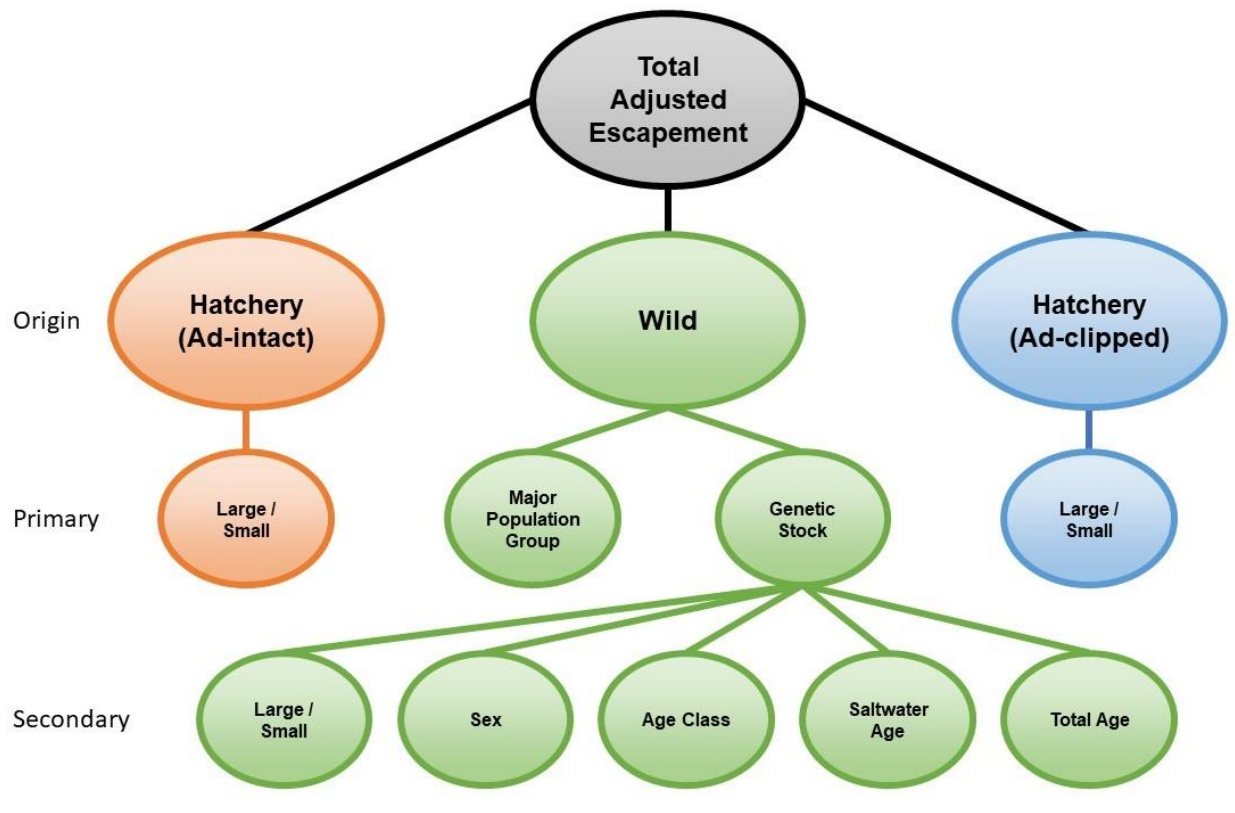 Total
Adjusted
Escapement
Origin
Hatchery
(Ad-intact)
Wild
Hatchery
(Ad-clipped)
Primary
Large /
Small
Major
Population
Group
Genetic
Stock
Large /
Small
Secondary
Large /
Small
Sex
Age Class
Saltwater
Age
Total Age